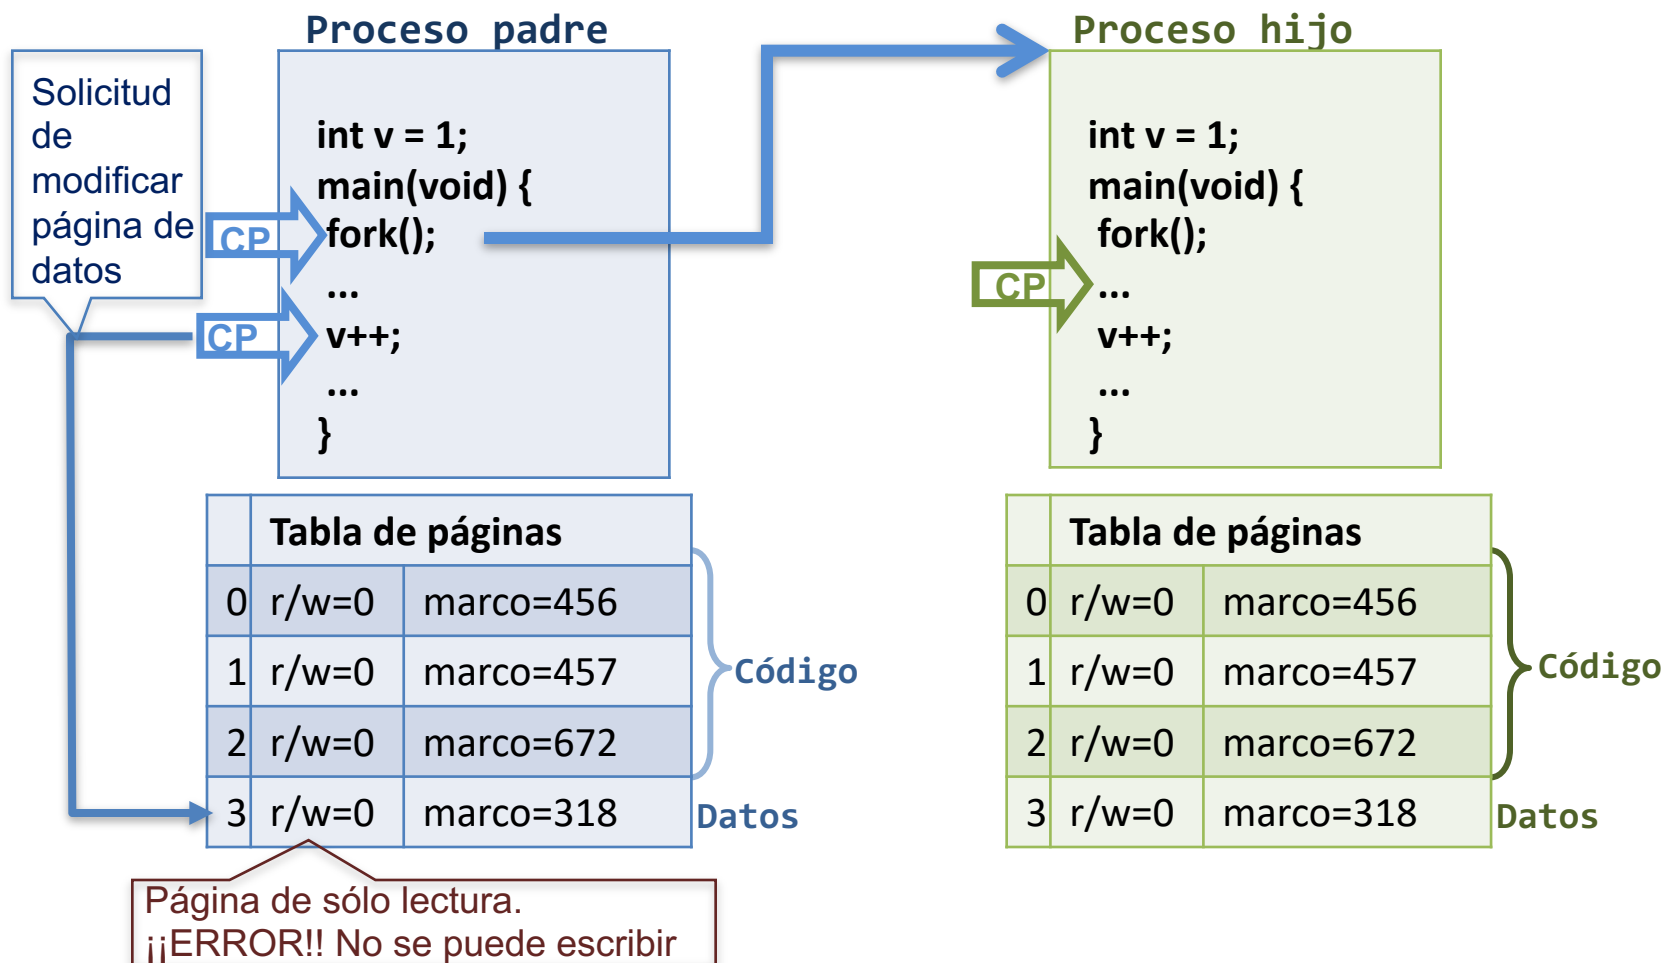 Proceso padre
Proceso hijo
Solicitud
de
modificar
página de
datos
int v = 1;
main(void) {
fork();
...
v++;
...
}
CP
CP
int v = 1;
main(void) {
fork();
...
v++;
...
}
CP
Tabla de páginas
0 r/w=0 marco=456
1 r/w=0 marco=457
2 r/w=0 marco=672
3 r/w=0 marco=318
Código
Datos
Tabla de páginas
0 r/w=0 marco=456
1 r/w=0 marco=457
2 r/w=0 marco=672
3 r/w=0 marco=318
Código
Datos
Página de sólo lectura.
¡¡ERROR!! No se puede escribir